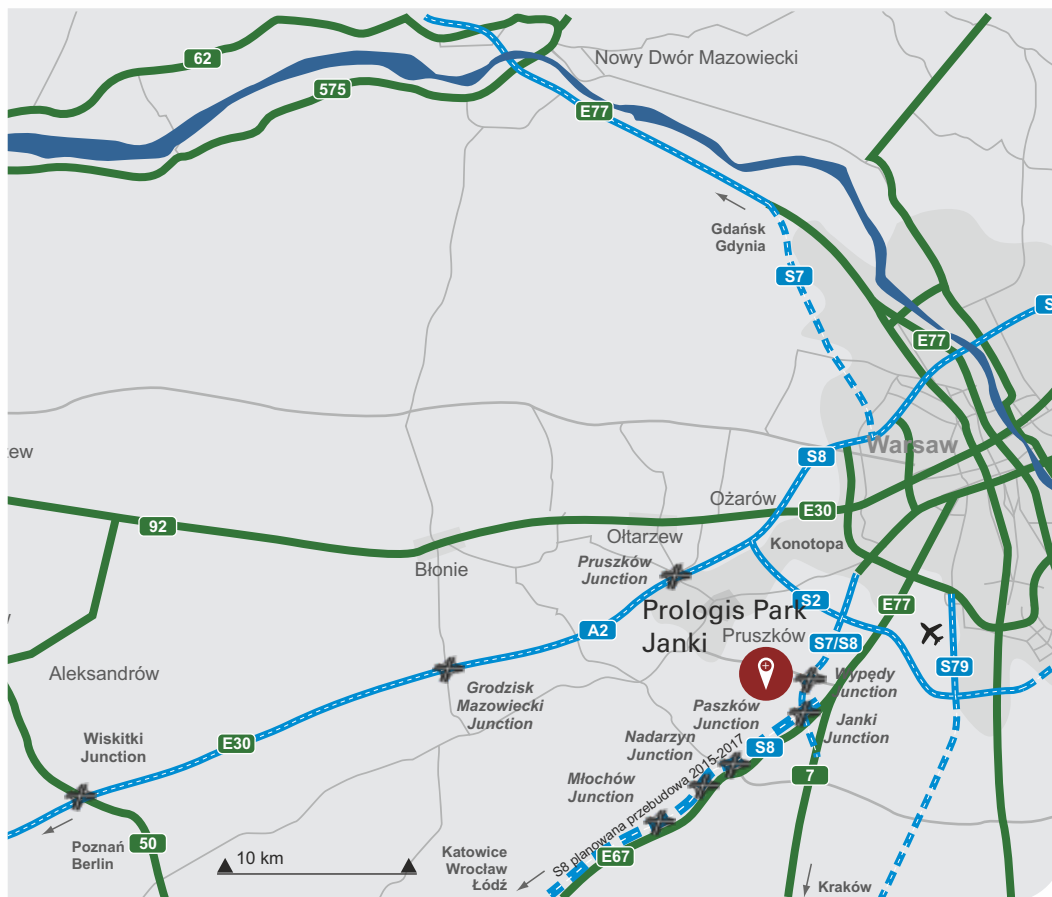 62
575
Nowy Dwór Mazowiecki
E77
Gdańsk
Gdynia
S7
S
E77
zew
Warsaw
S8
Ożarów
E30
92
Ołtarzew
Konotopa
Błonie
Pruszków
Junction
S2
E77
Prologis Park
Janki
A2
Pruszków
S7/S8
S79
Aleksandrów
Grodzisk
Mazowiecki
Junction
Wypędy
Junction
Paszków
Junction
Janki
Junction
Wiskitki
Junction
E30
Nadarzyn
Junction
S8
7
Młochów
Junction
S8 planowana przebudowa 2015-2017
50
Poznań
Berlin
10 km
E67
Katowice
Wrocław
Łódź
Kraków